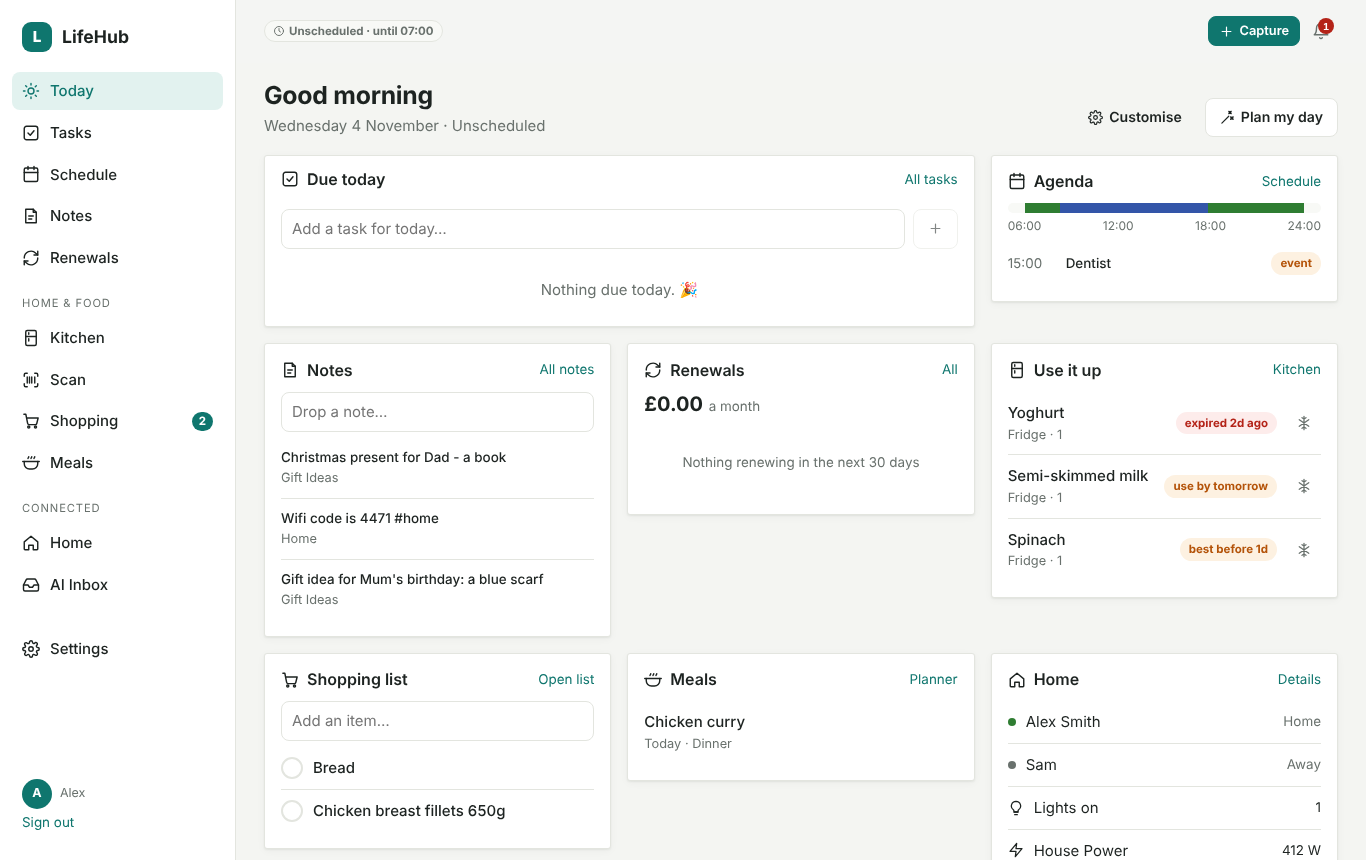 L LifeHub
Today
Tasks
Schedule
Notes
Renewals
HOME & FOOD
Kitchen
Scan
Shopping 2
Meals
CONNECTED
Home
AI Inbox
Settings
A Alex
Sign out
Unscheduled · until 07:00
+ Capture
1
Good morning
Wednesday 4 November · Unscheduled
Customise
Plan my day
Due today
All tasks
Add a task for today...
+
Nothing due today. 🎉
Agenda
Schedule
06:00 12:00 18:00 24:00
15:00 Dentist event
Notes
All notes
Drop a note...
Christmas present for Dad - a book
Gift Ideas
Wifi code is 4471 #home
Home
Gift idea for Mum's birthday: a blue scarf
Gift Ideas
Renewals
All
£0.00 a month
Nothing renewing in the next 30 days
Use it up
Kitchen
Yoghurt
Fridge · 1
expired 2d ago
Semi-skimmed milk
Fridge · 1
use by tomorrow
Spinach
Fridge · 1
best before 1d
Shopping list
Open list
Add an item...
Bread
Chicken breast fillets 650g
Meals
Planner
Chicken curry
Today · Dinner
Home
Details
Alex Smith Home
Sam Away
Lights on 1
House Power 412 W